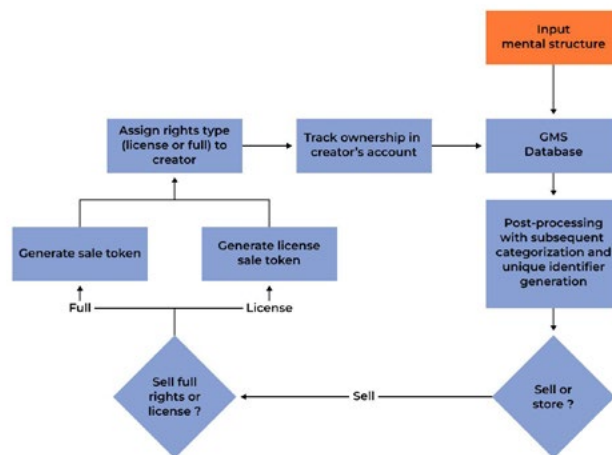 Input
mental structure
Assign rights type
(license or full) to
creator
Track ownership in
creator's account
GMS
Database
Generate sale token
Generate license
sale token
Post-processing
with subsequent
categorization and
unique identifier
generation
Full
License
Sell full
rights or
license ?
Sell
Sell or
store ?